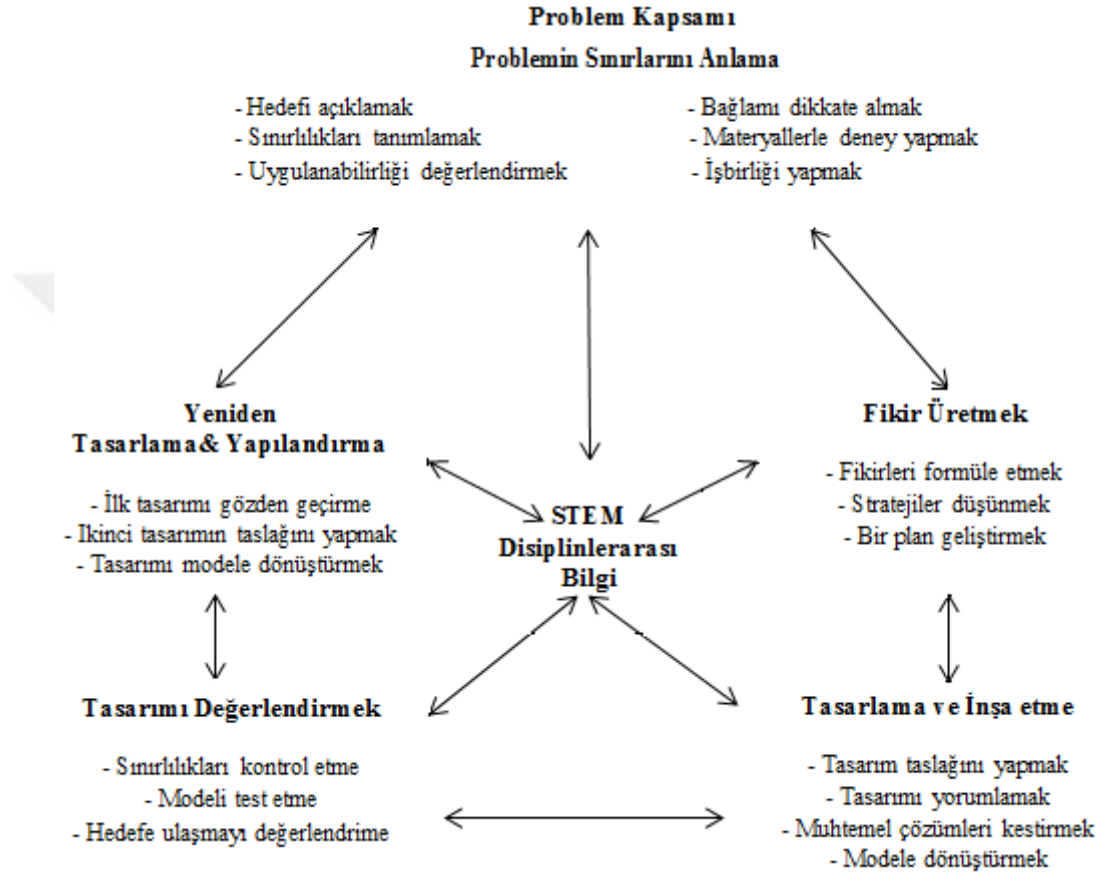 Problem Kapsamı
Problemin Sınırlarını Anlama
- Hedefi açıklamak
- Sınırlılıkları tanımlamak
- Uygulanabilirliği değerlendirmek
- Bağlamı dikkate almak
- Materyallerle deney yapmak
- İşbirliği yapmak
Yeniden
Tasarlama& Yapılandırma
- İlk tasarımı gözden geçirme
- Ikinci tasarımın taslağını yapmak
- Tasarımı modele dönüştürmek
Fikir Üretmek
- Fikirleri formüle etmek
- Stratejiler düşünmek
- Bir plan geliştirmek
STEM
Disiplinlerarası
Bilgi
Tasarımı Değerlendirmek
- Sınırlılıkları kontrol etme
- Modeli test etme
- Hedefe ulaşmayı değerlendrime
Tasarlama ve İnşa etme
- Tasarım taslağını yapmak
- Tasarımı yorumlamak
- Muhtemel çözümleri kestirmek
- Modele dönüştürmek